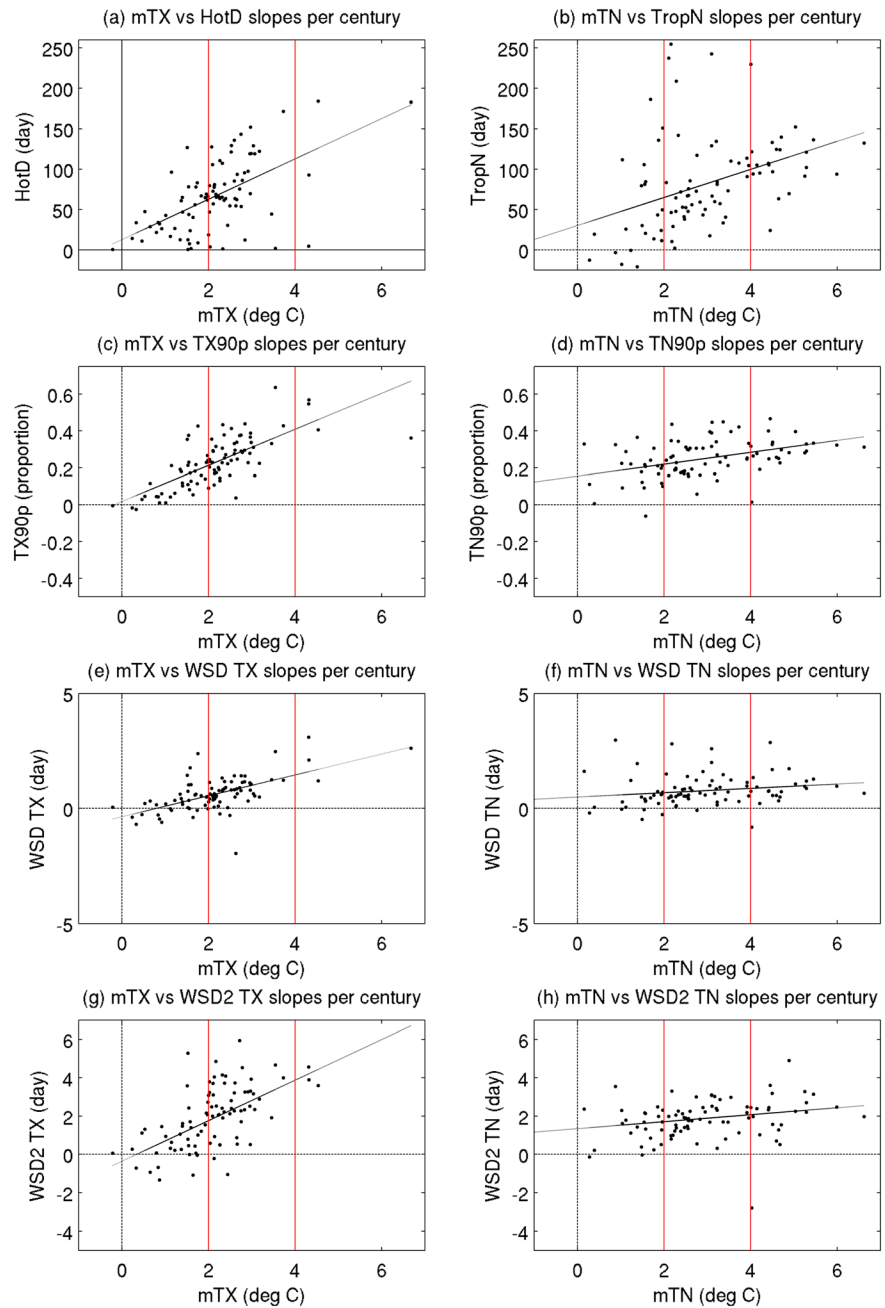 (a) mTX vs HotD slopes per century
HotD (day)
250
200
150
100
50
0
0 2 4 6
mTX (deg C)
(b) mTN vs TropN slopes per century
TropN (day)
250
200
150
100
50
0
0 2 4 6
mTN (deg C)
(c) mTX vs TX90p slopes per century
TX90p (proportion)
0.6
0.4
0.2
0
-0.2
-0.4
0 2 4 6
mTX (deg C)
(d) mTN vs TN90p slopes per century
TN90p (proportion)
0.6
0.4
0.2
0
-0.2
-0.4
0 2 4 6
mTN (deg C)
(e) mTX vs WSD TX slopes per century
WSD TX (day)
5
0
-5
0 2 4 6
mTX (deg C)
(f) mTN vs WSD TN slopes per century
WSD TN (day)
5
0
-5
0 2 4 6
mTN (deg C)
(g) mTX vs WSD2 TX slopes per century
WSD2 TX (day)
6
4
2
0
-2
-4
0 2 4 6
mTX (deg C)
(h) mTN vs WSD2 TN slopes per century
WSD2 TN (day)
6
4
2
0
-2
-4
0 2 4 6
mTN (deg C)